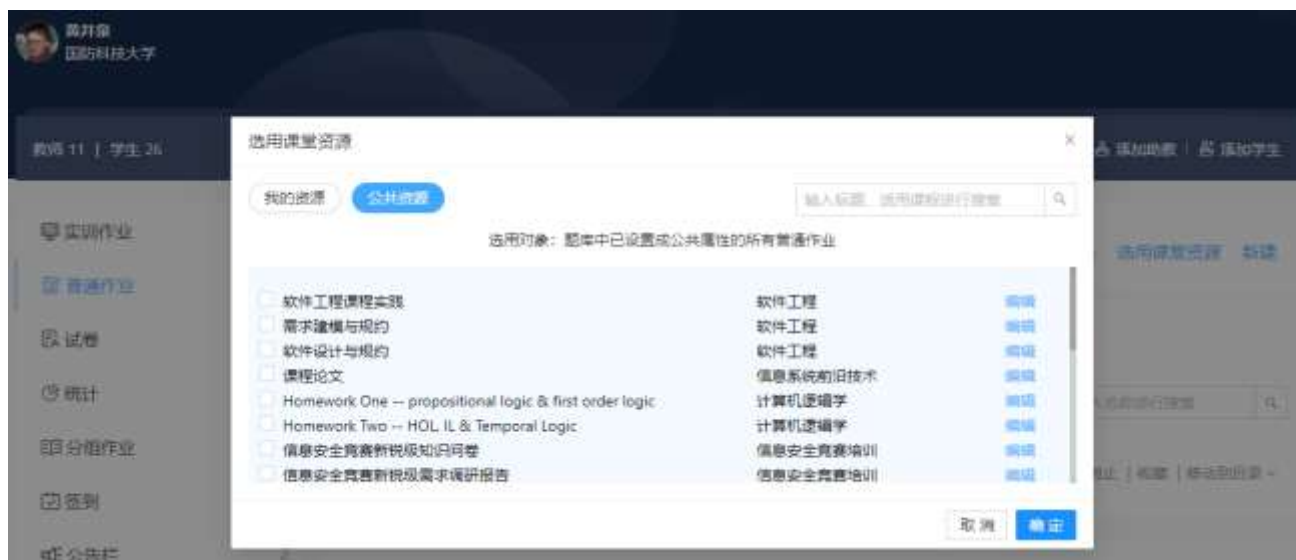 黄井泉
国防科技大学
教师 11 | 学生 26
添加助教 | 添加学生
选用课堂资源
我的资源 公共资源
输入标题、适用课程进行搜索
选用对象：题库中已设置成公共属性的所有普通作业
软件工程课程实践 软件工程 编辑
需求建模与规约 软件工程 编辑
软件设计与规约 软件工程 编辑
课程论文 信息系统前沿技术 编辑
Homework One -- propositional logic & first order logic 计算机逻辑学 编辑
Homework Two -- HOL, IL & Temporal Logic 计算机逻辑学 编辑
信息安全竞赛新锐级知识问卷 信息安全竞赛培训 编辑
信息安全竞赛新锐级需求调研报告 信息安全竞赛培训 编辑
取消 确定
实训作业
普通作业
试卷
统计
分组作业
签到
公告栏
选用课堂资源 新建